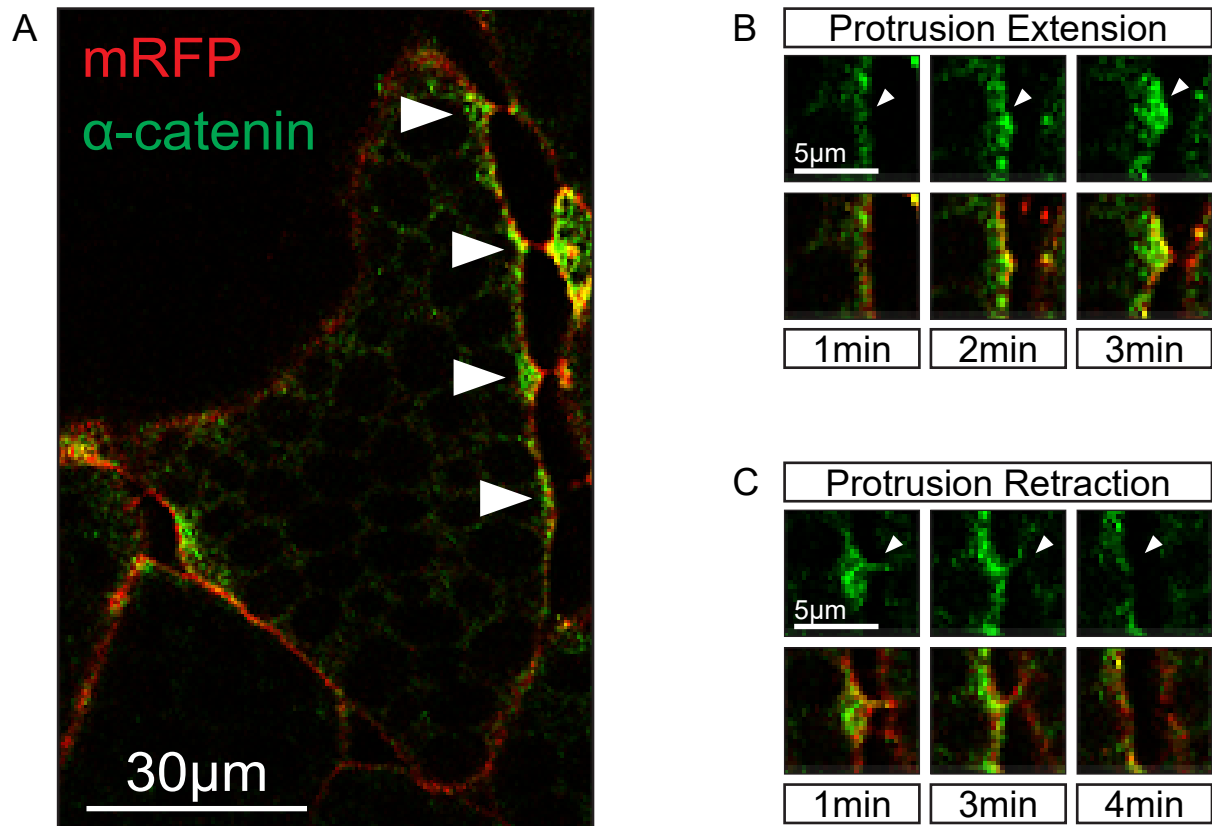 A
mRFP
α-catenin
30μm
B
Protrusion Extension
5μm
1min
2min
3min
C
Protrusion Retraction
5μm
1min
3min
4min